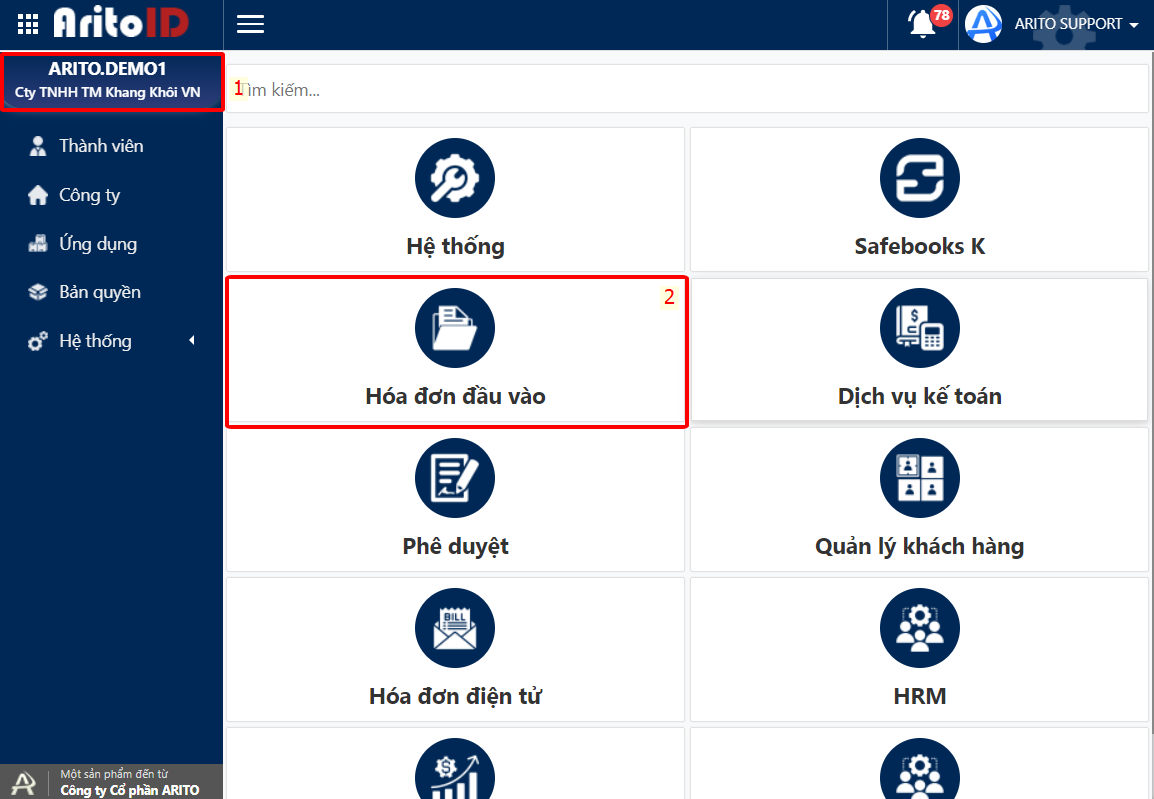 AritoID
78
ARITO SUPPORT
ARITO.DEMO1
Cty TNHH TM Khang Khôi VN
1
Tìm kiếm...
Thành viên
Công ty
Ứng dụng
Bản quyền
Hệ thống
Hệ thống
Safebooks K
2
Hóa đơn đầu vào
Dịch vụ kế toán
Phê duyệt
Quản lý khách hàng
BILL
Hóa đơn điện tử
HRM
Một sản phẩm đến từ
Công ty Cổ phần ARITO